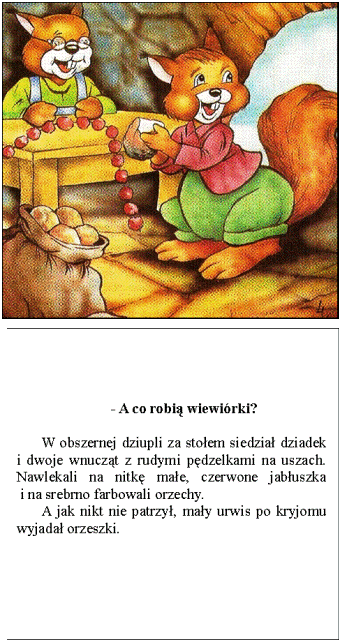 4
- A co robią wiewiórki?
W obszernej dziupli za stołem siedział dziadek
i dwoje wnucząt z rudymi pędzelkami na uszach.
Nawlekali na nitkę małe, czerwone jabłuszka
i na srebrno farbowali orzechy.
A jak nikt nie patrzył, mały urwis po kryjomu
wyjadał orzeszki.